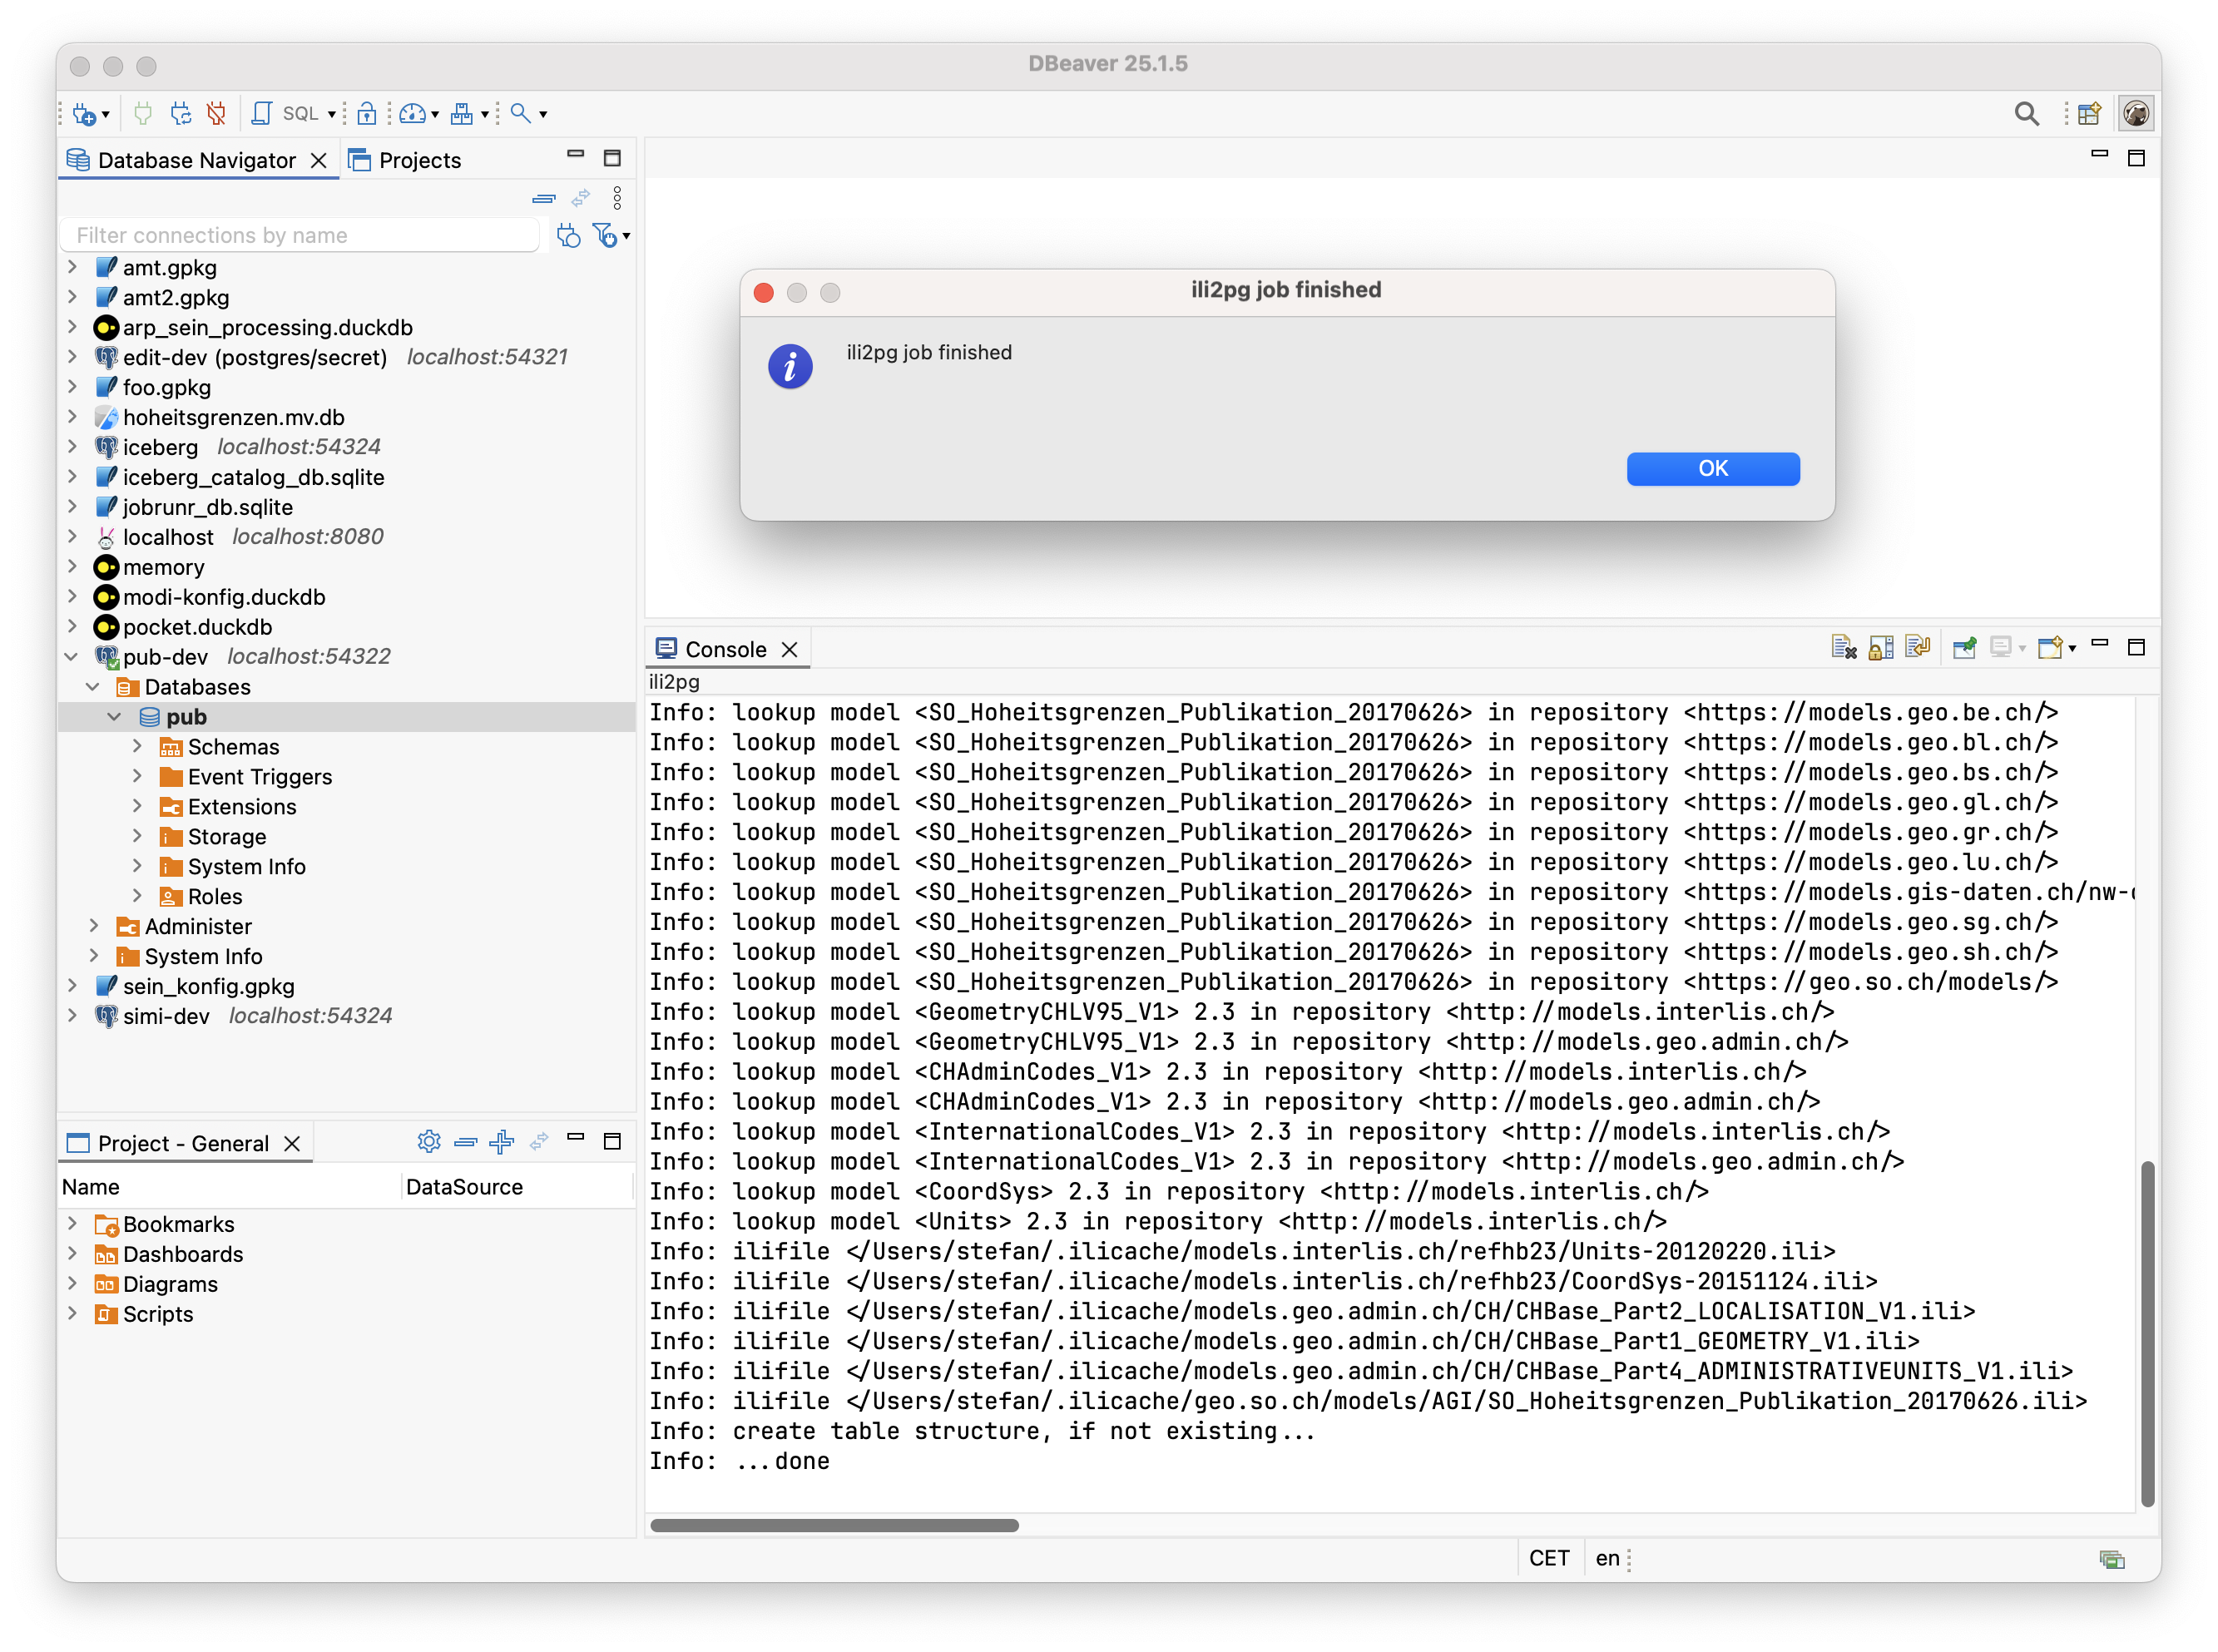 DBeaver 25.1.5
SQL
Database Navigator
Projects
Filter connections by name
amt.gpkg
amt2.gpkg
arp_sein_processing.duckdb
edit-dev (postgres/secret) localhost:54321
foo.gpkg
hoheitsgrenzen.mv.db
iceberg localhost:54324
iceberg_catalog_db.sqlite
jobrunr_db.sqlite
localhost localhost:8080
memory
modi-konfig.duckdb
pocket.duckdb
pub-dev localhost:54322
Databases
pub
Schemas
Event Triggers
Extensions
Storage
System Info
Roles
Administer
System Info
sein_konfig.gpkg
simi-dev localhost:54324
Project - General
Name DataSource
Bookmarks
Dashboards
Diagrams
Scripts
ili2pg job finished
ili2pg job finished
OK
Console
ili2pg
Info: lookup model <SO_Hoheitsgrenzen_Publikation_20170626> in repository <https://models.geo.be.ch/>
Info: lookup model <SO_Hoheitsgrenzen_Publikation_20170626> in repository <https://models.geo.bl.ch/>
Info: lookup model <SO_Hoheitsgrenzen_Publikation_20170626> in repository <https://models.geo.bs.ch/>
Info: lookup model <SO_Hoheitsgrenzen_Publikation_20170626> in repository <https://models.geo.gl.ch/>
Info: lookup model <SO_Hoheitsgrenzen_Publikation_20170626> in repository <https://models.geo.gr.ch/>
Info: lookup model <SO_Hoheitsgrenzen_Publikation_20170626> in repository <https://models.geo.lu.ch/>
Info: lookup model <SO_Hoheitsgrenzen_Publikation_20170626> in repository <https://models.gis-daten.ch/nw-
Info: lookup model <SO_Hoheitsgrenzen_Publikation_20170626> in repository <https://models.geo.sg.ch/>
Info: lookup model <SO_Hoheitsgrenzen_Publikation_20170626> in repository <https://models.geo.sh.ch/>
Info: lookup model <SO_Hoheitsgrenzen_Publikation_20170626> in repository <https://geo.so.ch/models/>
Info: lookup model <GeometryCHLV95_V1> 2.3 in repository <http://models.interlis.ch/>
Info: lookup model <GeometryCHLV95_V1> 2.3 in repository <http://models.geo.admin.ch/>
Info: lookup model <CHAdminCodes_V1> 2.3 in repository <http://models.interlis.ch/>
Info: lookup model <CHAdminCodes_V1> 2.3 in repository <http://models.geo.admin.ch/>
Info: lookup model <InternationalCodes_V1> 2.3 in repository <http://models.interlis.ch/>
Info: lookup model <InternationalCodes_V1> 2.3 in repository <http://models.geo.admin.ch/>
Info: lookup model <CoordSys> 2.3 in repository <http://models.interlis.ch/>
Info: lookup model <Units> 2.3 in repository <http://models.interlis.ch/>
Info: ilifile </Users/stefan/.ilicache/models.interlis.ch/refhb23/Units-20120220.ili>
Info: ilifile </Users/stefan/.ilicache/models.interlis.ch/refhb23/CoordSys-20151124.ili>
Info: ilifile </Users/stefan/.ilicache/models.geo.admin.ch/CH/CHBase_Part2_LOCALISATION_V1.ili>
Info: ilifile </Users/stefan/.ilicache/models.geo.admin.ch/CH/CHBase_Part1_GEOMETRY_V1.ili>
Info: ilifile </Users/stefan/.ilicache/models.geo.admin.ch/CH/CHBase_Part4_ADMINISTRATIVEUNITS_V1.ili>
Info: ilifile </Users/stefan/.ilicache/geo.so.ch/models/AGI/SO_Hoheitsgrenzen_Publikation_20170626.ili>
Info: create table structure, if not existing...
Info: ...done
CET en